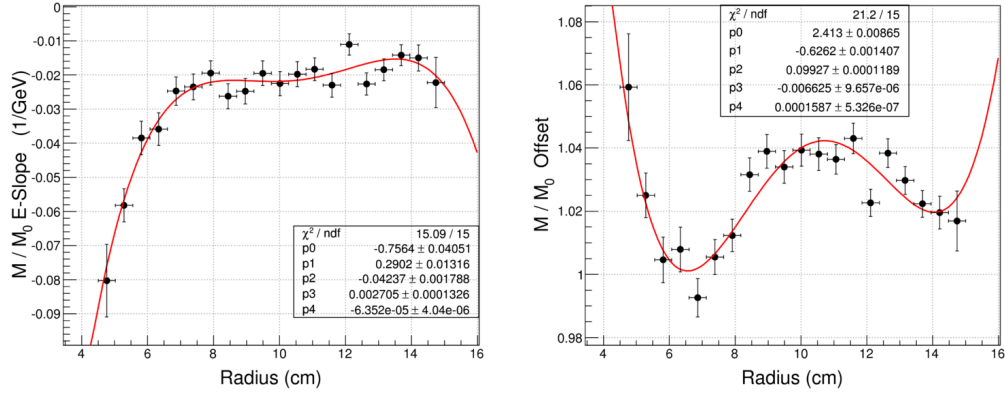 0
-0.01
-0.02
-0.03
-0.04
-0.05
-0.06
-0.07
-0.08
-0.09
M / M0 E-Slope (1/GeV)
χ² / ndf 15.09 / 15
p0 -0.7564 ± 0.04051
p1 0.2902 ± 0.01316
p2 -0.04237 ± 0.001788
p3 0.002705 ± 0.0001326
p4 -6.352e-05 ± 4.04e-06
4 6 8 10 12 14 16
Radius (cm)
1.08
1.06
1.04
1.02
1
0.98
M / M0 Offset
χ² / ndf 21.2 / 15
p0 2.413 ± 0.00865
p1 -0.6262 ± 0.001407
p2 0.09927 ± 0.0001189
p3 -0.006625 ± 9.657e-06
p4 0.0001587 ± 5.326e-07
4 6 8 10 12 14 16
Radius (cm)